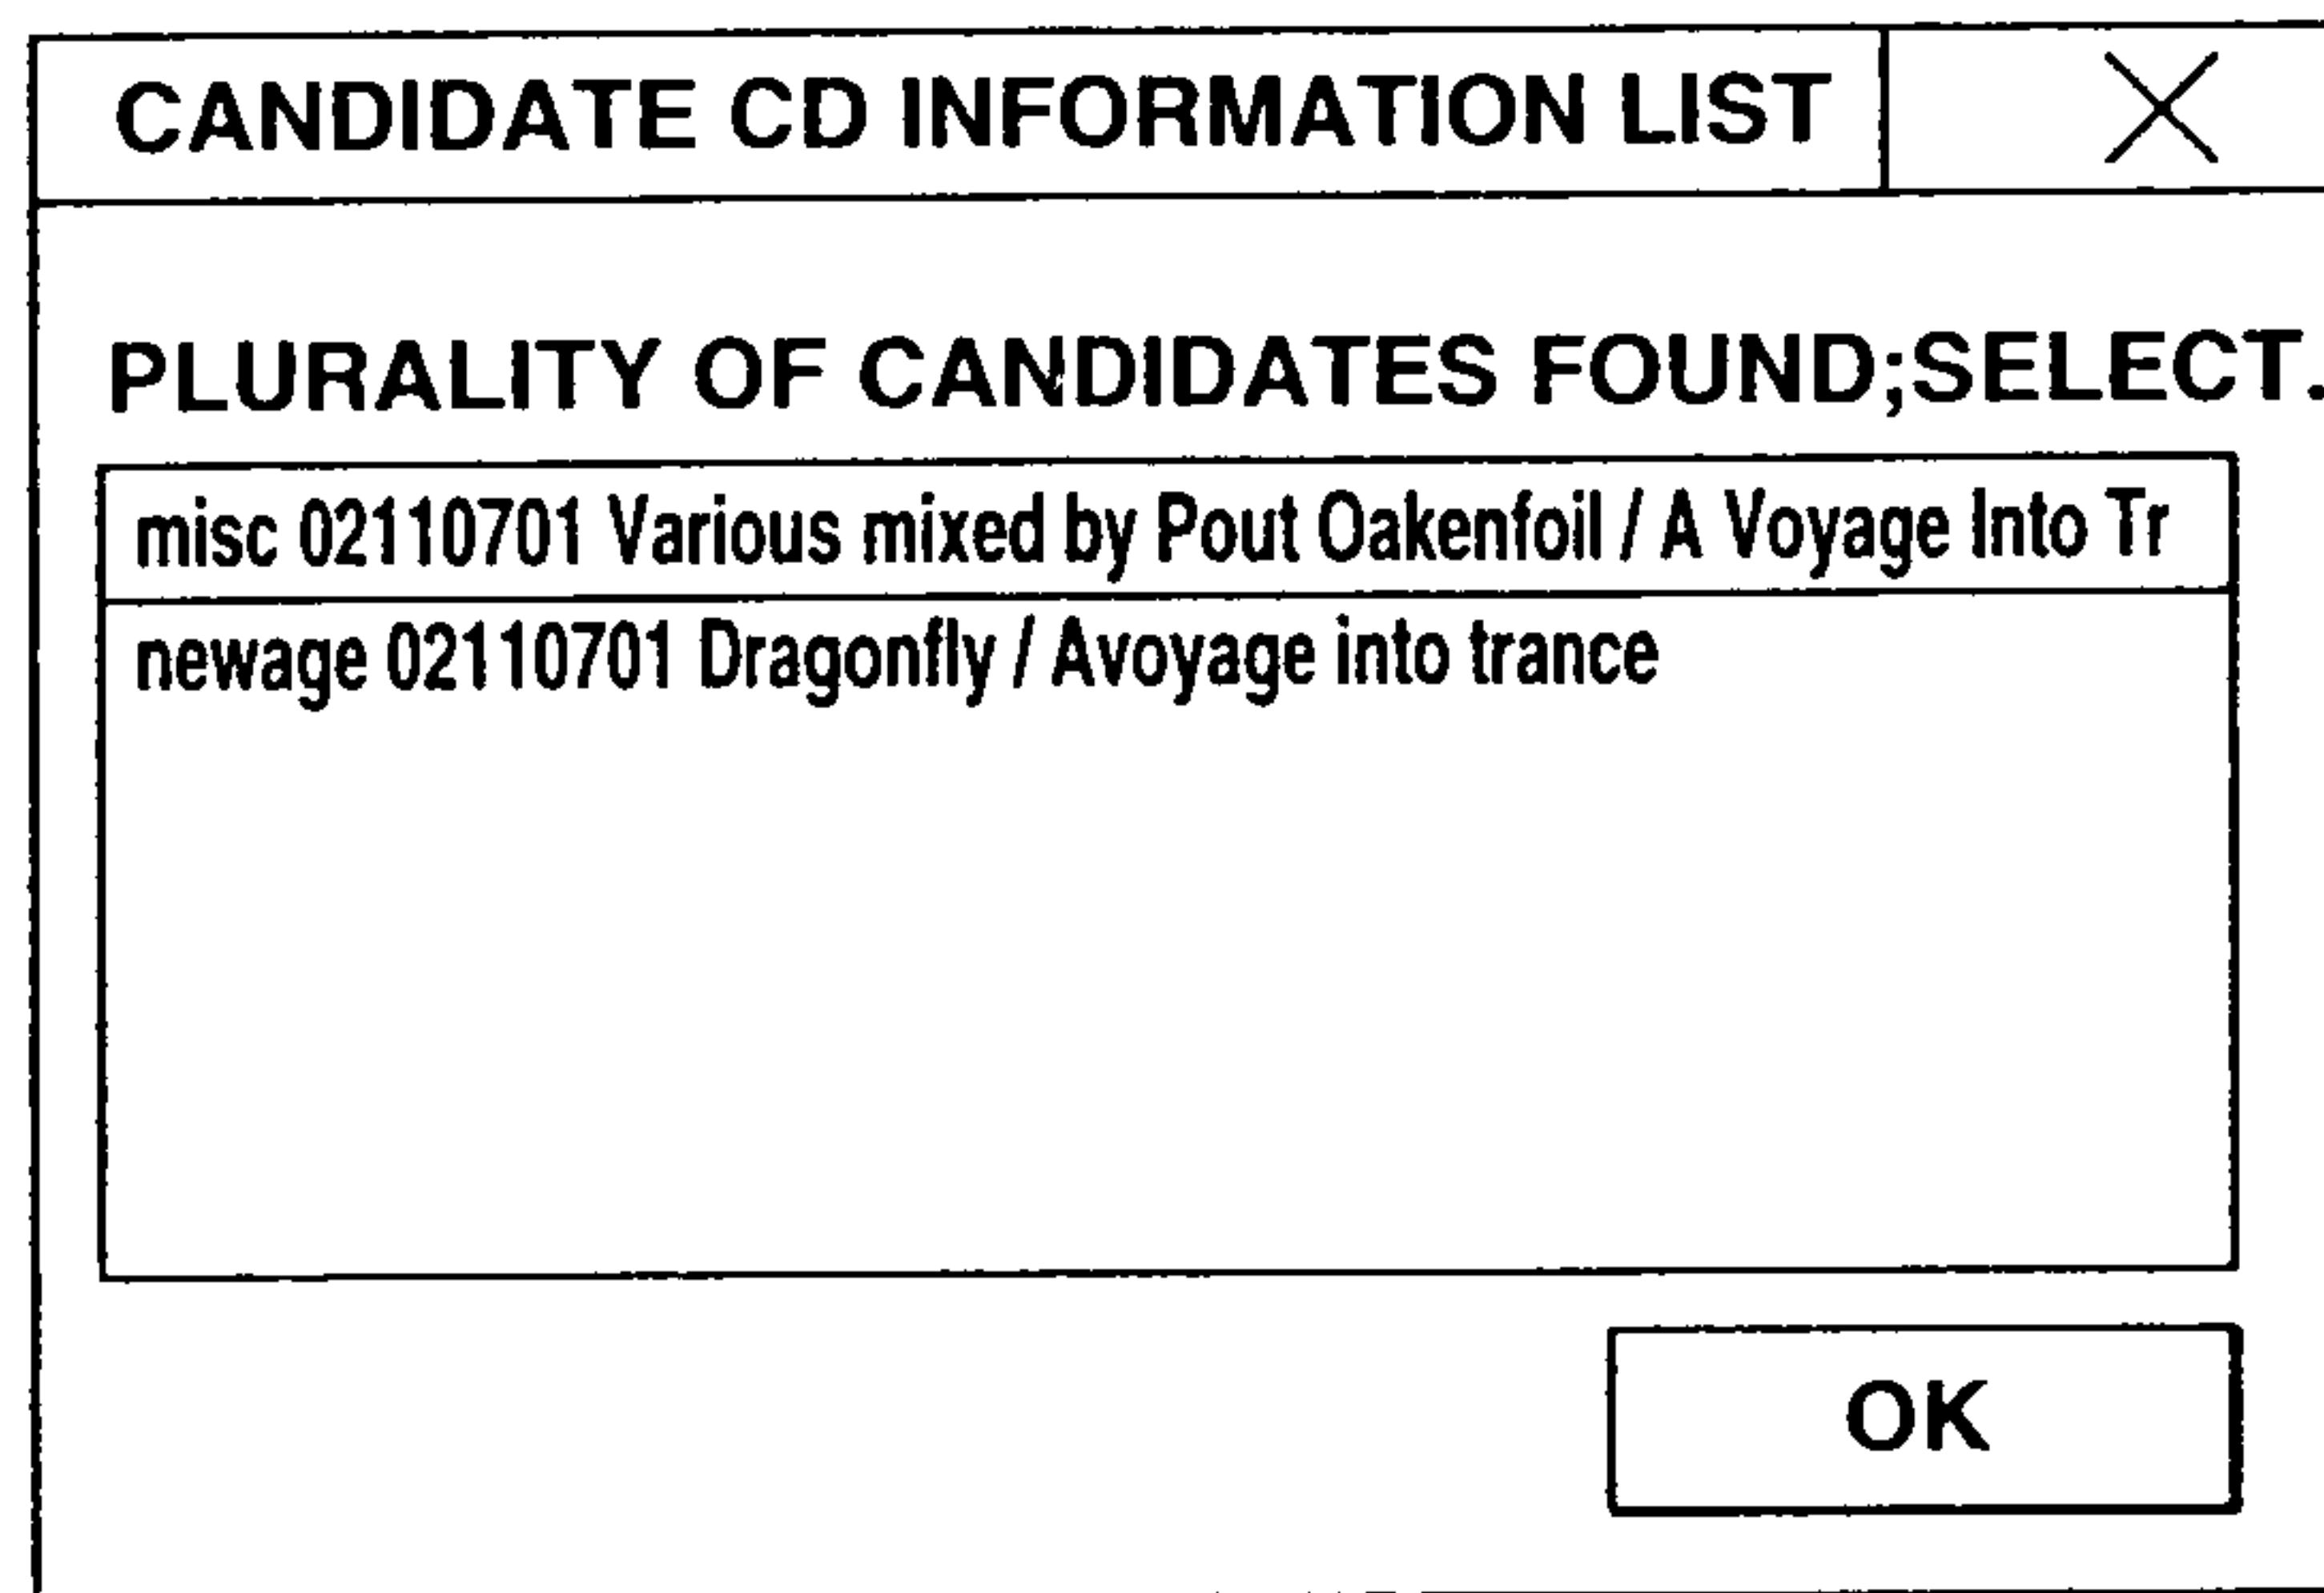 CANDIDATE CD INFORMATION LIST
PLURALITY OF CANDIDATES FOUND;SELECT.
misc 02110701 Various mixed by Pout Oakenfoil / A Voyage Into Tr
newage 02110701 Dragonfly / Avoyage into trance
OK